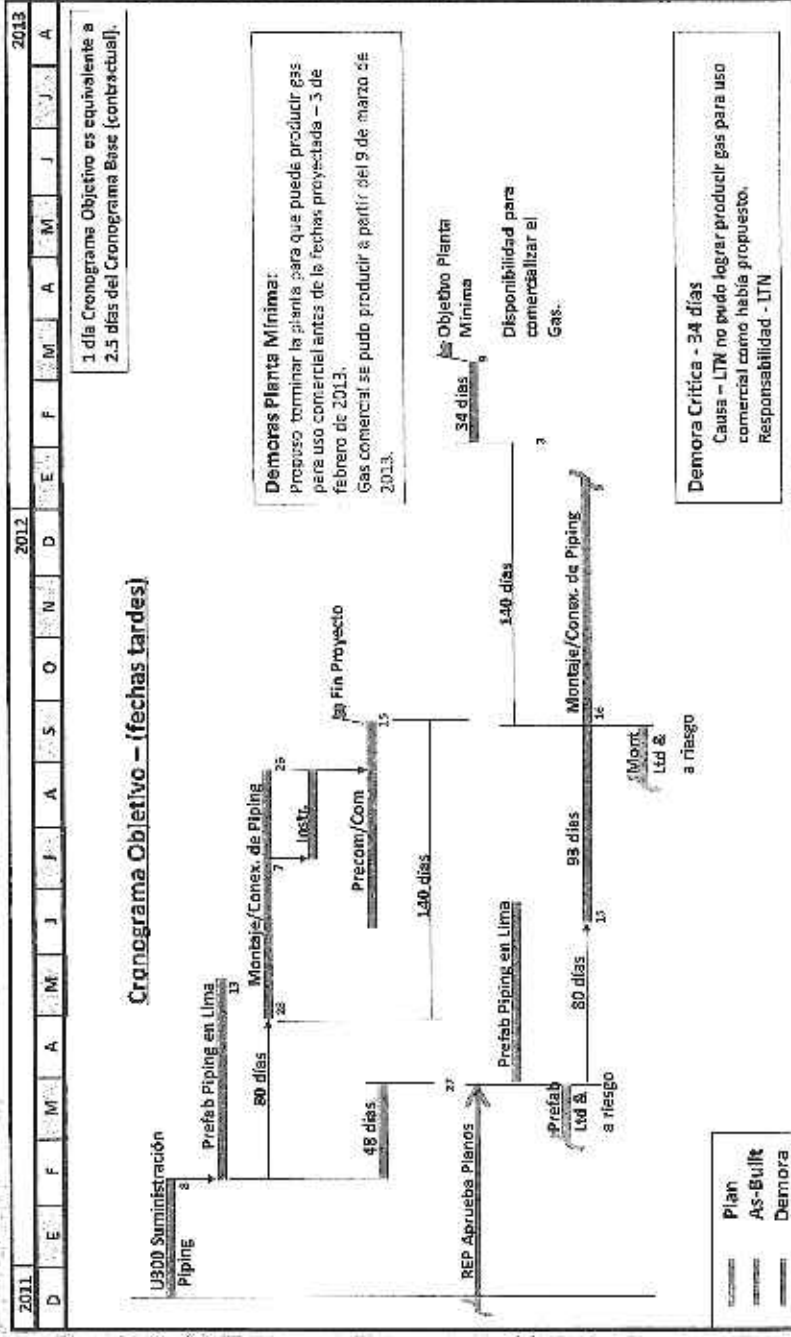 2011
2012
2013
D E F M A M J J A S O N D E F M A M J J A
1 día Cronograma Objetivo es equivalente a
2.5 días del Cronograma Base (contractual).
Cronograma Objetivo – (fechas tardes)
U300 Suministración
Piping
8
Prefab Piping en Lima
13
80 días
28
Montaje/Conex. de Piping
7
Instr.
Fin Proyecto
15
Precom/Com
48 días
27
140 días
Demoras Planta Mínima:
Propuso terminar la planta para que pueda producir gas
para uso comercial antes de la fechas proyectada – 3 de
febrero de 2013.
Gas comercial se pudo producir a partir del 9 de marzo de
2013.
Objetivo Planta
Mínima
34 días
9
3
Disponibilidad para
comercializar el
Gas.
140 días
REP Aprueba Planos
Prefab Piping en Lima
Prefab
Ltd &
a riesgo
80 días
15
93 días
Montaje/Conex. de Piping
16
Mont.
Ltd &
a riesgo
Demora Critica - 34 días
Causa – LTN no pudo lograr producir gas para uso
comercial como había propuesto.
Responsabilidad - LTN
Plan
As-Built
Demora